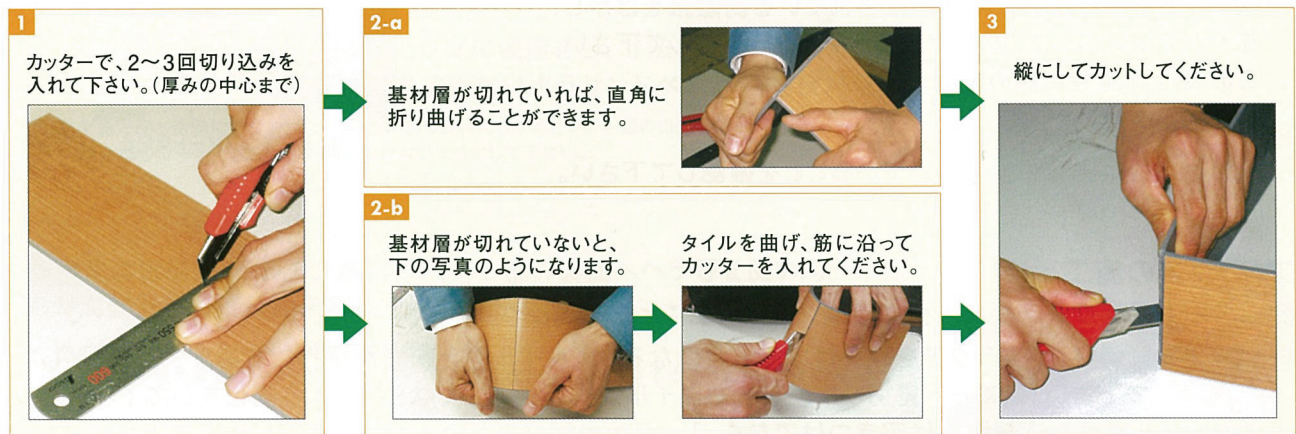 1
カッターで、2〜3回切り込みを
入れて下さい。(厚みの中心まで)
2-a
基材層が切れていれば、直角に
折り曲げることができます。
2-b
基材層が切れていないと、
下の写真のようになります。
タイルを曲げ、筋に沿って
カッターを入れてください。
3
縦にしてカットしてください。
600